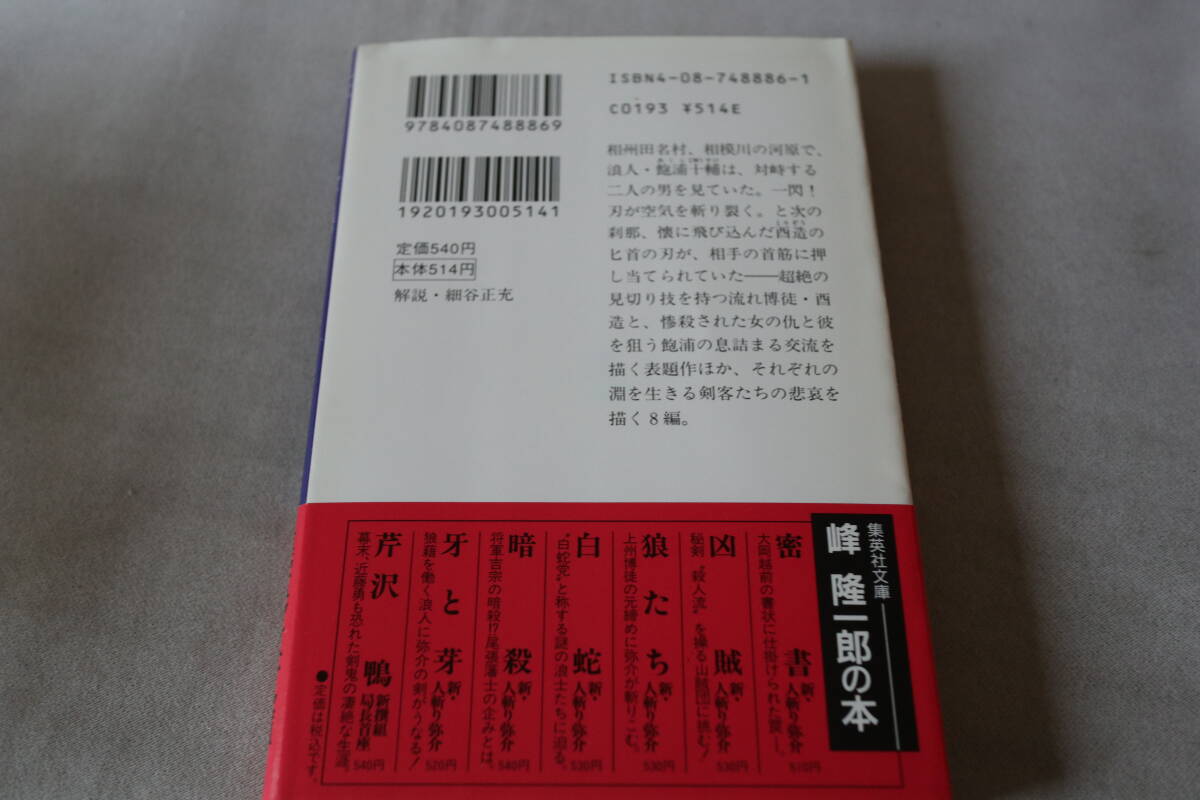 ISBN4-08-748886-1
C0193 ¥514E
9784087488869
1920193005141
定価540円
本体514円
解説・細谷正充
相州田名村、相模川の河原で、
浪人・飽浦十輔は、対峙する
二人の男を見ていた。一閃！
刃が空気を斬り裂く。と次の
刹那、懐に飛び込んだ酉造の
匕首の刃が、相手の首筋に押
し当てられていた――超絶の
見切り技を持つ流れ博徒・酉
造と、惨殺された女の仇と彼
を狙う飽浦の息詰まる交流を
描く表題作ほか、それぞれの
淵を生きる剣客たちの悲哀を
描く8編。
集英社文庫
峰 隆一郎の本
密書 新・人斬り弥介 510円
大岡越前の書状に仕掛けられた罠―。
凶賊 新・人斬り弥介 530円
秘剣“殺人流”を操る山賊団に挑む！
狼たち 新・人斬り弥介 530円
上州博徒の元締めに弥介が斬りこむ。
白蛇 新・人斬り弥介 530円
“白蛇党”と称する謎の浪士たちに迫る。
暗殺 新・人斬り弥介 540円
将軍吉宗の暗殺!?尾張藩士の企みとは。
牙と芽 新・人斬り弥介 520円
狼藉を働く浪人に弥介の剣がうなる！
芹沢鴨 新撰組局長首座 540円
幕末、近藤勇も恐れた剣鬼の凄絶な生涯。
●定価は税込です。